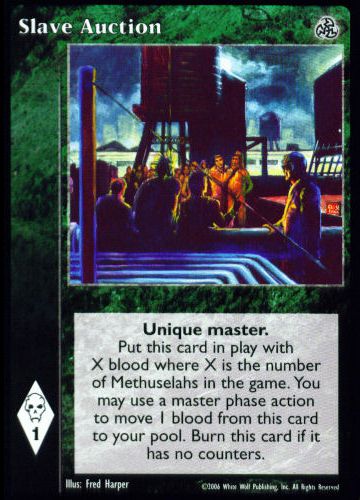 Slave Auction
Unique master.
Put this card in play with
X blood where X is the number
of Methuselahs in the game. You
may use a master phase action
to move 1 blood from this card
to your pool. Burn this card if it
has no counters.
1
Illus: Fred Harper
©2006 White Wolf Publishing, Inc. All Rights Reserved